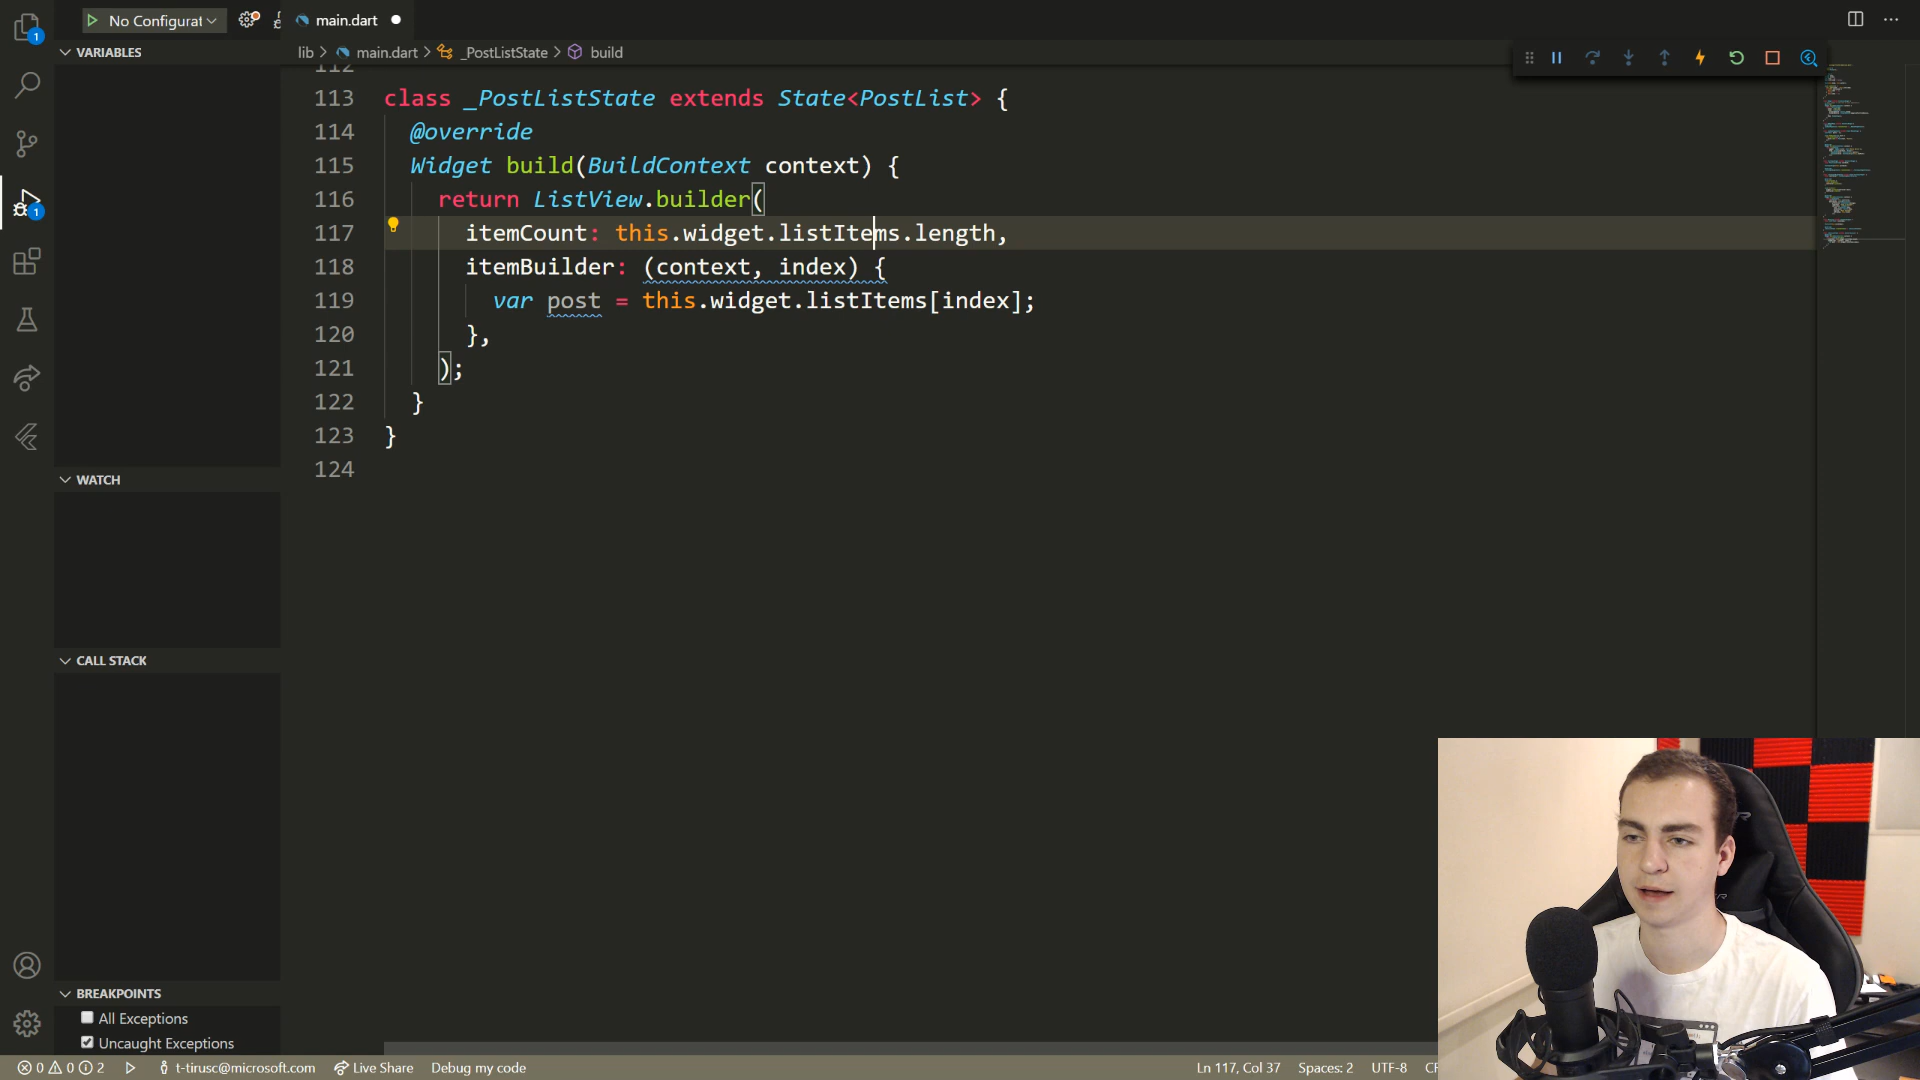 No Configurat
main.dart
VARIABLES
lib > main.dart > _PostListState > build
112
113 class _PostListState extends State<PostList> {
114 @override
115 Widget build(BuildContext context) {
116 return ListView.builder(
117 itemCount: this.widget.listItems.length,
118 itemBuilder: (context, index) {
119 var post = this.widget.listItems[index];
120 },
121 );
122 }
123 }
124
WATCH
CALL STACK
BREAKPOINTS
All Exceptions
Uncaught Exceptions
1
1
0 0 2 t-tirusc@microsoft.com Live Share Debug my code Ln 117, Col 37 Spaces: 2 UTF-8